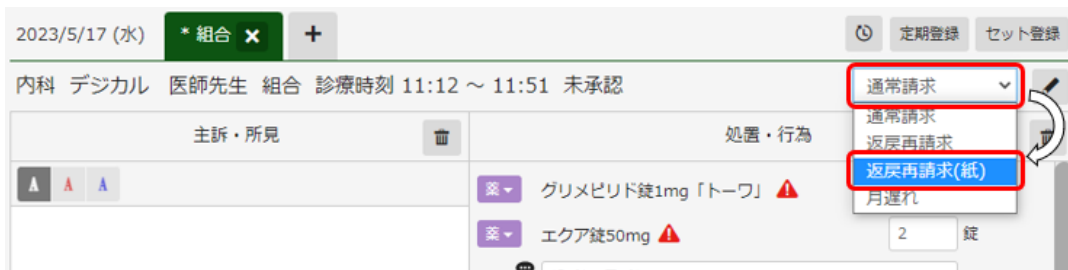 2023/5/17 (水) * 組合 × + 定期登録 セット登録
内科 デジカル 医師先生 組合 診療時刻 11:12 ～ 11:51 未承認 通常請求
通常請求
返戻再請求
返戻再請求(紙)
月遅れ
主訴・所見 処置・行為
A A A
薬 グリメピリド錠1mg「トーワ」
薬 エクア錠50mg 2 錠